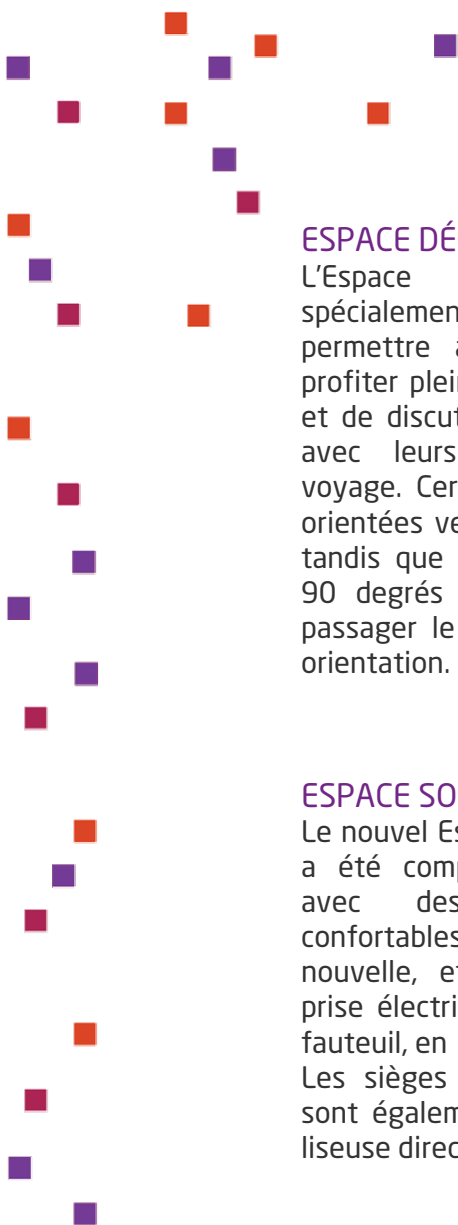 ESPACE DÉ
L'Espace
spécialemen
permettre a
profiter plei
et de discut
avec leurs
voyage. Cer
orientées ve
tandis que
90 degrés
passager le
orientation.
ESPACE SO
Le nouvel Es
a été comp
avec des
confortables
nouvelle, et
prise électri
fauteuil, en
Les sièges
sont égalem
liseuse direc